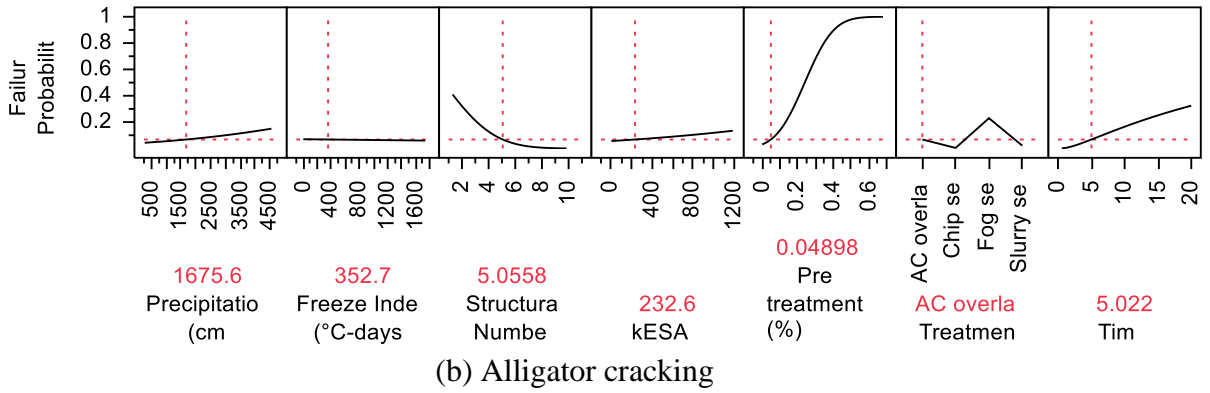 Failur
Probabilit
1
0.8
0.6
0.4
0.2
500 1500 2500 3500 4500
0 400 800 1200 1600
2 4 6 8 10
0 400 800 1200
0 0.2 0.4 0.6
AC overla Chip se Fog se Slurry se
0 5 10 15 20
1675.6
Precipitatio
(cm
352.7
Freeze Inde
(°C-days
5.0558
Structura
Numbe
232.6
kESA
0.04898
Pre
treatment
(%)
AC overla
Treatmen
5.022
Tim
(b) Alligator cracking